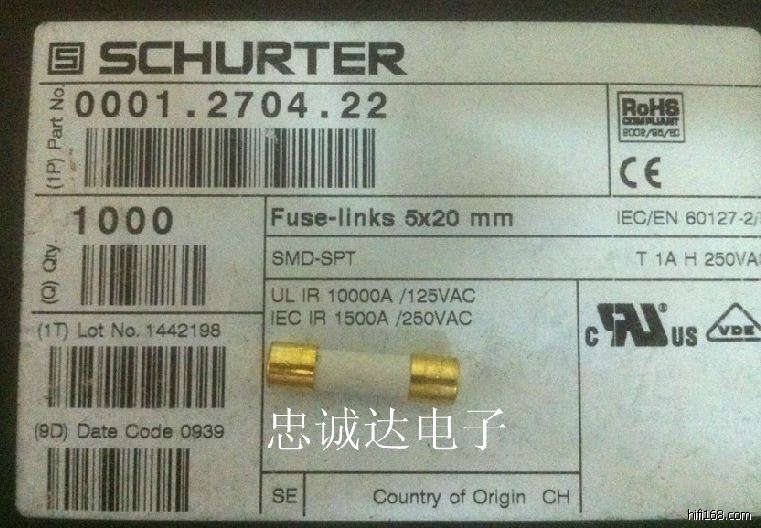 S SCHURTER
(1P) Part No. 0001.2704.22
RoHS
COMPLIANT
2002/95/EC
CE
(Q) Qty 1000
Fuse-links 5x20 mm
IEC/EN 60127-2/
SMD-SPT
T 1A H 250VA
UL IR 10000A /125VAC
IEC IR 1500A /250VAC
c US
VDE
(1T) Lot No. 1442198
(9D) Date Code 0939
忠诚达电子
SE
Country of Origin CH
hifi168.com